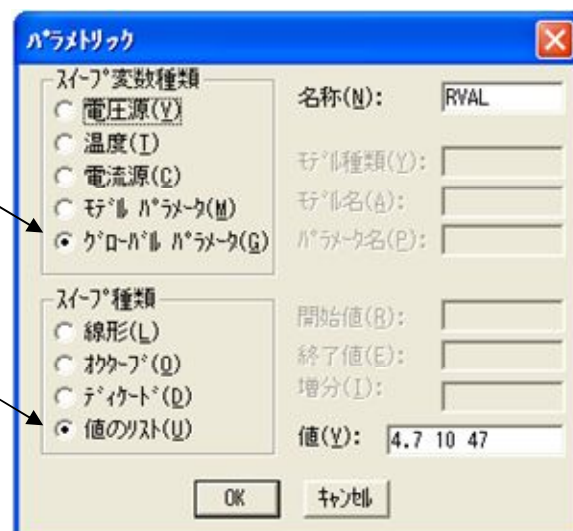 ﾊﾟﾗﾒﾄﾘｯｸ
ｽｲｰﾌﾟ変数種類
電圧源(V)
温度(T)
電流源(C)
ﾓﾃﾞﾙ ﾊﾟﾗﾒｰﾀ(M)
ｸﾞﾛｰﾊﾞﾙ ﾊﾟﾗﾒｰﾀ(G)
名称(N): RVAL
ﾓﾃﾞﾙ種類(Y):
ﾓﾃﾞﾙ名(A):
ﾊﾟﾗﾒｰﾀ名(P):
ｽｲｰﾌﾟ種類
線形(L)
ｵｸﾀｰﾌﾞ(O)
ﾃﾞｨｹｰﾄﾞ(D)
値のﾘｽﾄ(U)
開始値(R):
終了値(E):
増分(I):
値(V): 4.7 10 47
OK
ｷｬﾝｾﾙ